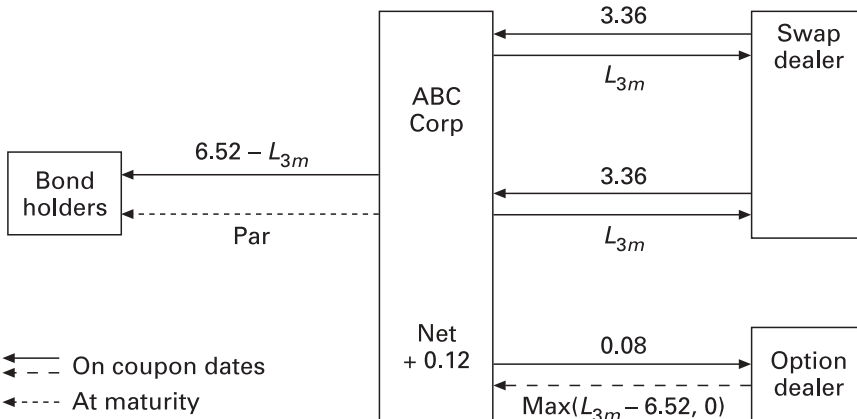 3.36
Swap
dealer
L3m
ABC
Corp
6.52 – L3m
Bond
holders
Par
3.36
L3m
Net
+ 0.12
0.08
Option
dealer
Max(L3m – 6.52, 0)
On coupon dates
At maturity